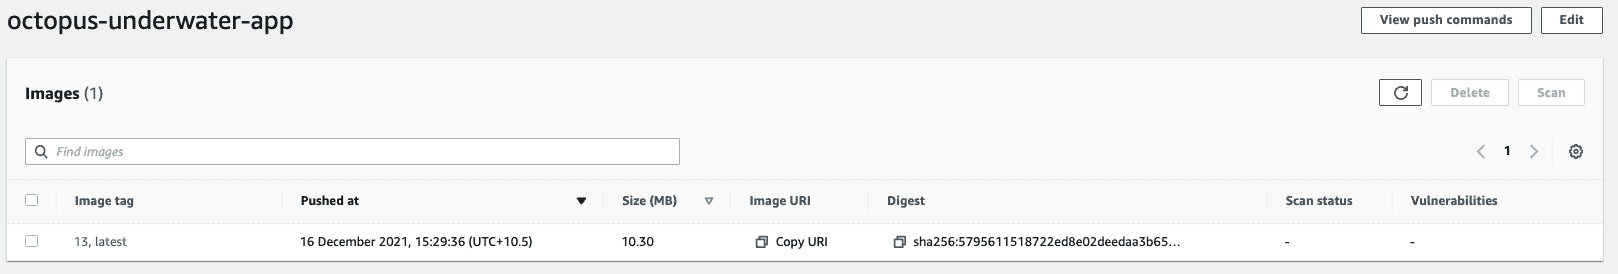 octopus-underwater-app
View push commands
Edit
Images (1)
Delete
Scan
Find images
1
Image tag Pushed at Size (MB) Image URI Digest Scan status Vulnerabilities
13, latest 16 December 2021, 15:29:36 (UTC+10.5) 10.30 Copy URI sha256:5795611518722ed8e02deedaa3b65... - -